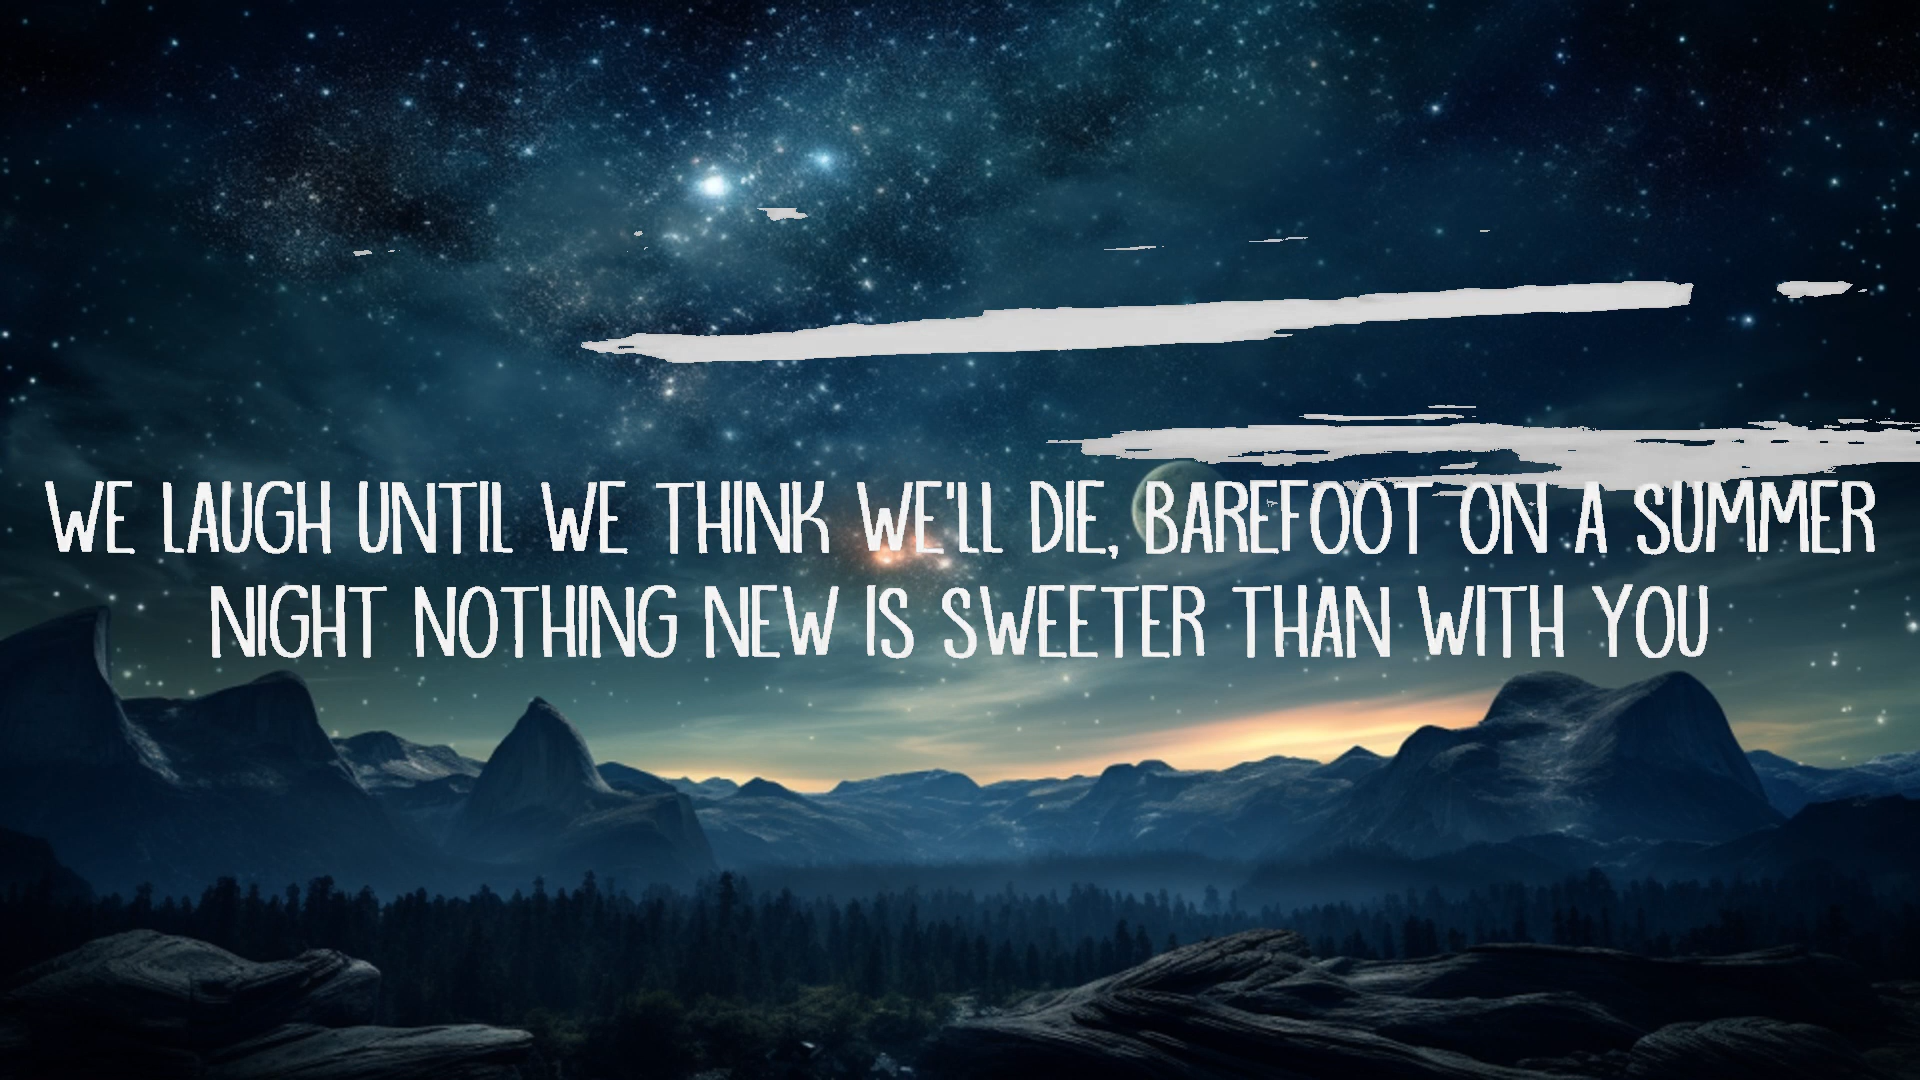 WE LAUGH UNTIL WE THINK WE'LL DIE, BAREFOOT ON A SUMMER
NIGHT NOTHING NEW IS SWEETER THAN WITH YOU